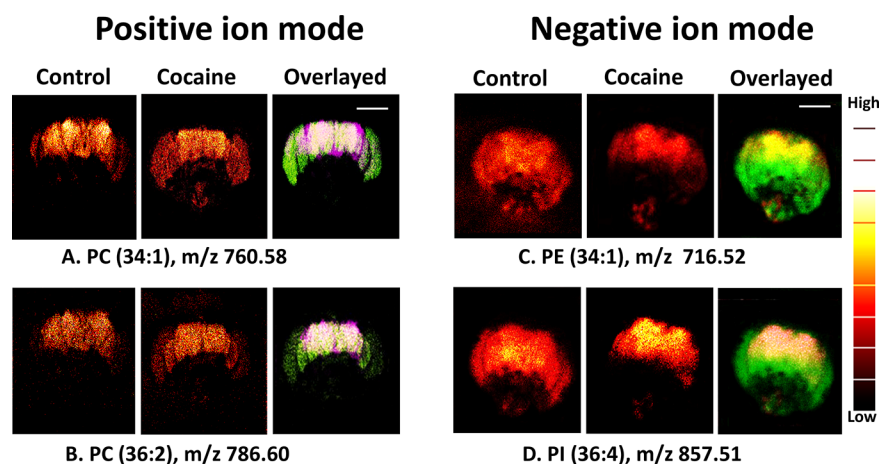 Positive ion mode
Negative ion mode
Control Cocaine Overlayed
Control Cocaine Overlayed
High
A. PC (34:1), m/z 760.58
C. PE (34:1), m/z 716.52
Low
B. PC (36:2), m/z 786.60
D. PI (36:4), m/z 857.51